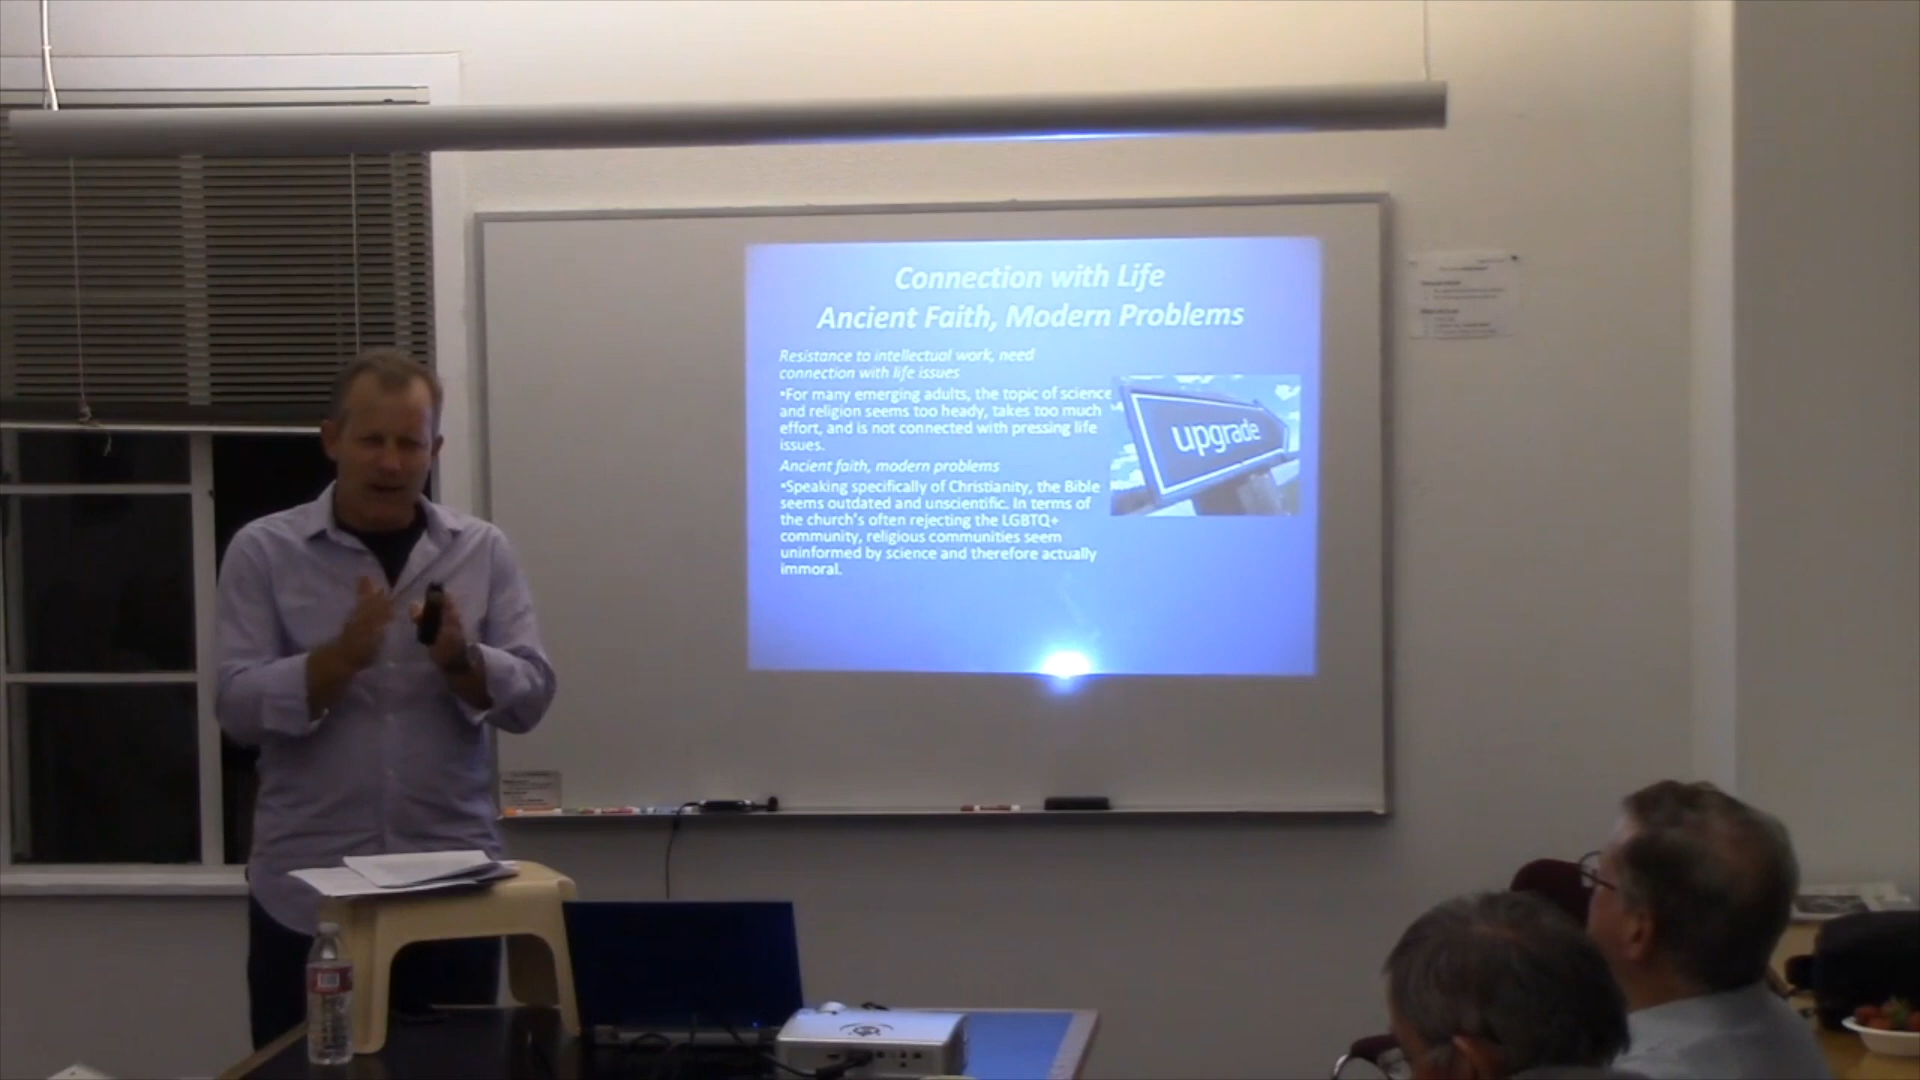 Connection with Life
Ancient Faith, Modern Problems
Resistance to intellectual work, need
connection with life issues
•For many emerging adults, the topic of science
and religion seems too heady, takes too much
effort, and is not connected with pressing life
issues.
Ancient faith, modern problems
•Speaking specifically of Christianity, the Bible
seems outdated and unscientific. In terms of
the church's often rejecting the LGBTQ+
community, religious communities seem
uninformed by science and therefore actually
immoral.
upgrade